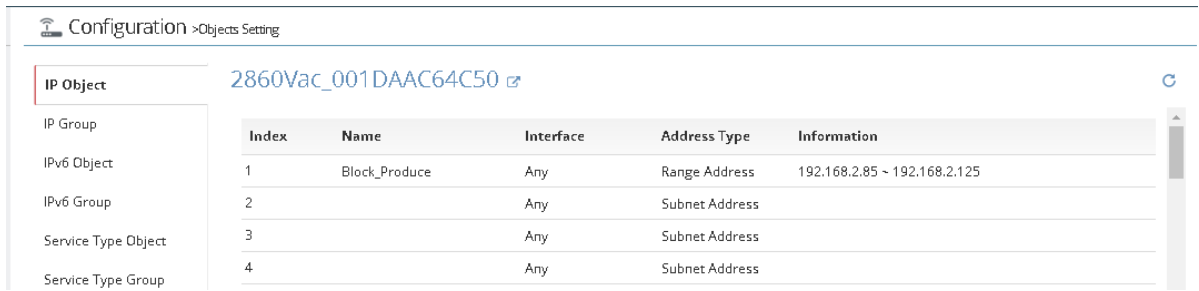 Configuration >Objects Setting
IP Object
IP Group
IPv6 Object
IPv6 Group
Service Type Object
Service Type Group
2860Vac_001DAAC64C50
Index Name Interface Address Type Information
1 Block_Produce Any Range Address 192.168.2.85 ~ 192.168.2.125
2 Any Subnet Address
3 Any Subnet Address
4 Any Subnet Address